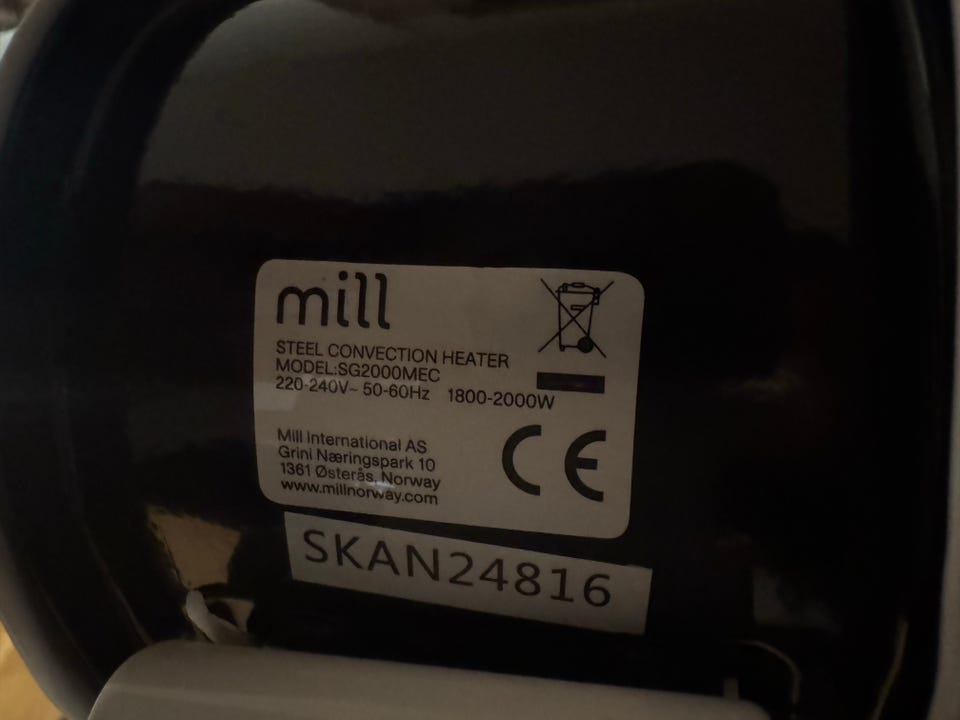 mill
STEEL CONVECTION HEATER
MODEL:SG2000MEC
220-240V~ 50-60Hz 1800-2000W
Mill International AS
Grini Næringspark 10
1361 Østerås, Norway
www.millnorway.com
CE
SKAN24816